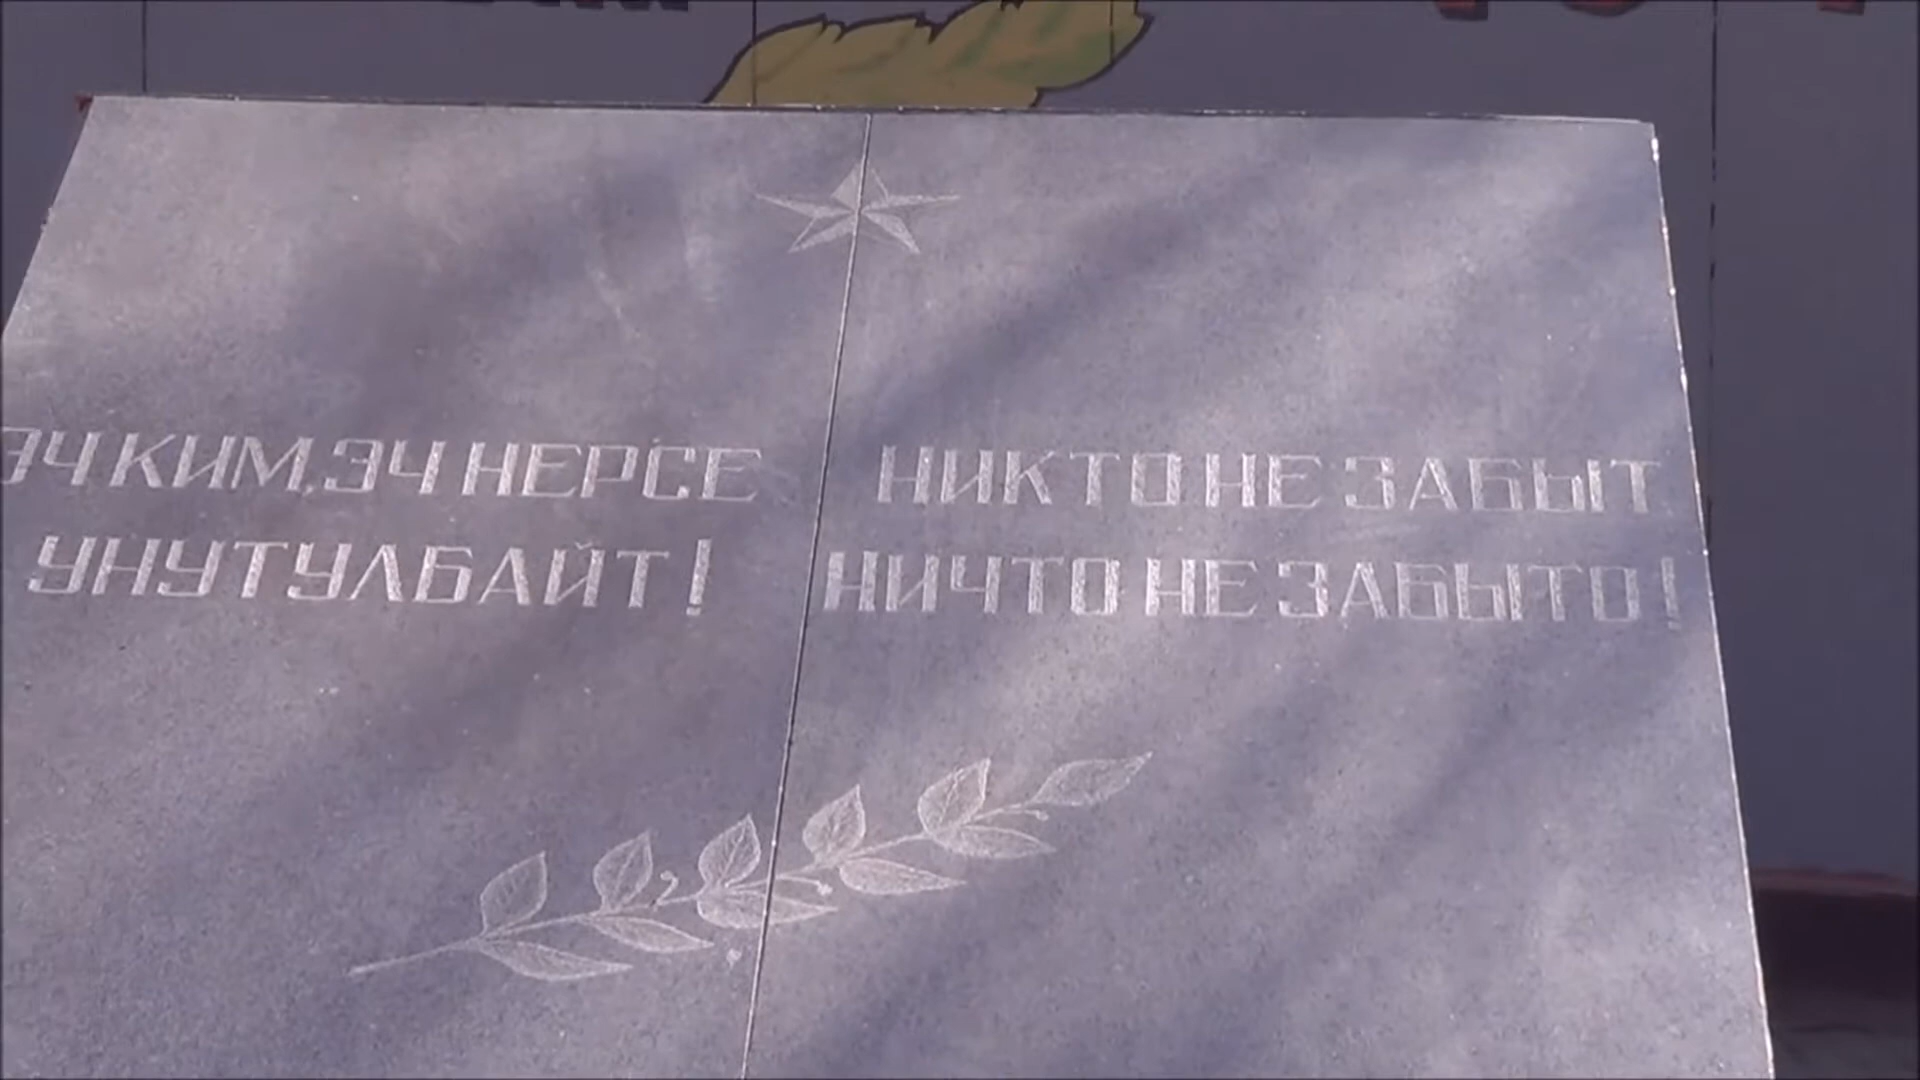 ЭЧ КИМ, ЭЧ НЕРСЕ
УНУТУЛБАЙТ!
НИКТО НЕ ЗАБЫТ
НИЧТО НЕ ЗАБЫТО!